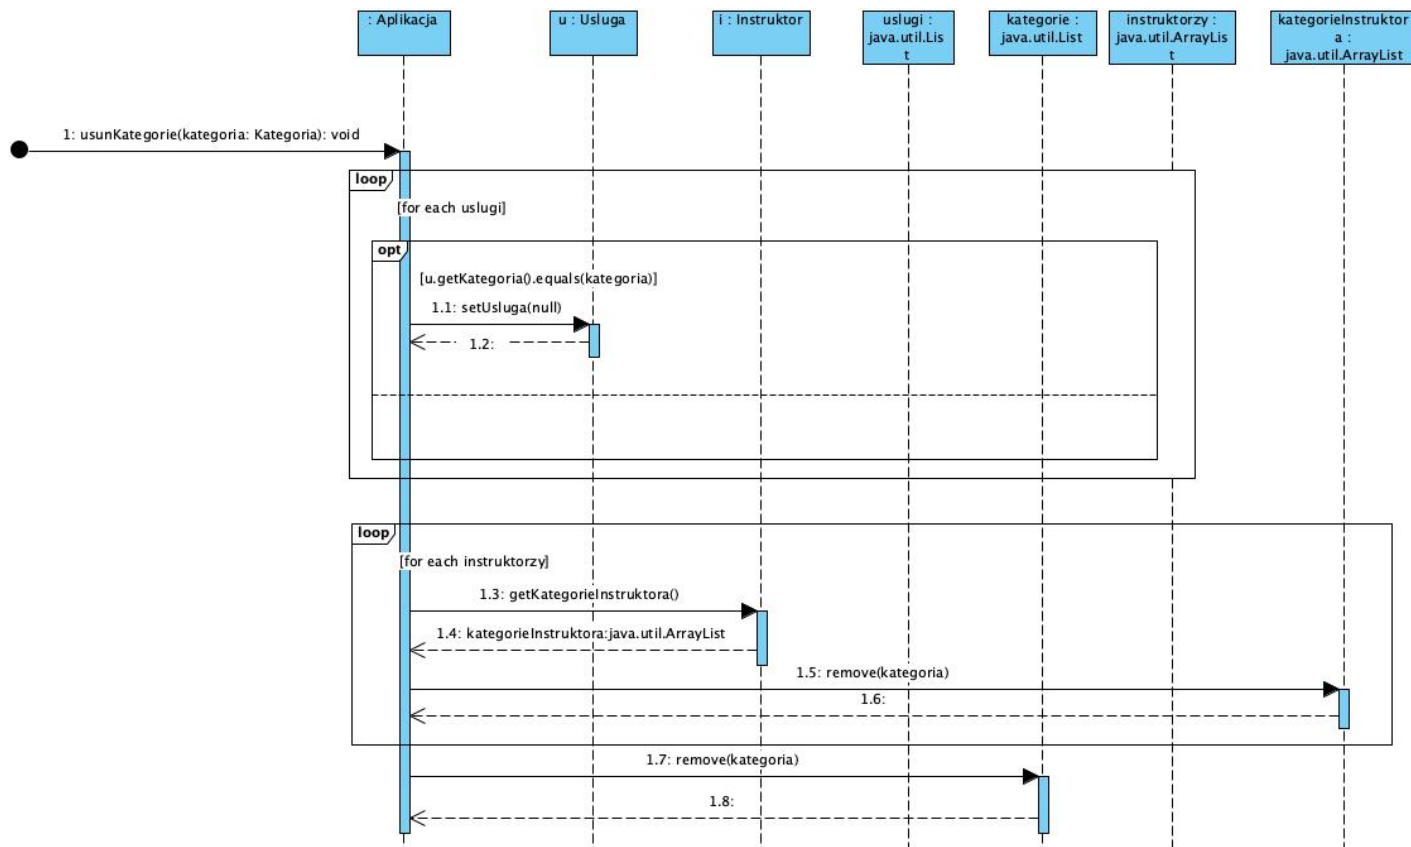 : Aplikacja
u : Usluga
i : Instruktor
uslugi :
java.util.Lis
t
kategorie :
java.util.List
instruktorzy :
java.util.ArrayLis
t
kategorieInstruktor
a :
java.util.ArrayList
1: usunKategorie(kategoria: Kategoria): void
loop
[for each uslugi]
opt
[u.getKategoria().equals(kategoria)]
1.1: setUsluga(null)
1.2:
loop
[for each instruktorzy]
1.3: getKategorieInstruktora()
1.4: kategorieInstruktora:java.util.ArrayList
1.5: remove(kategoria)
1.6:
1.7: remove(kategoria)
1.8: